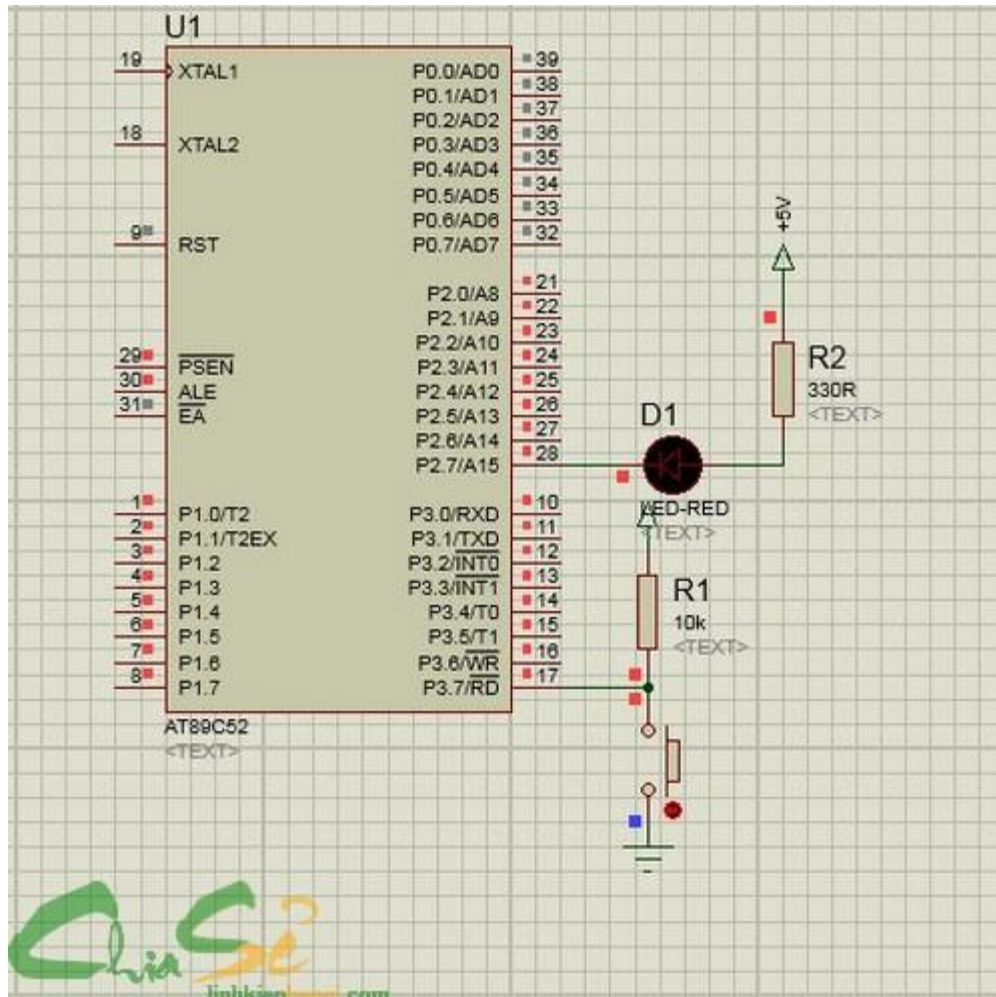 U1
19 XTAL1
18 XTAL2
9 RST
29 PSEN
30 ALE
31 EA
1 P1.0/T2
2 P1.1/T2EX
3 P1.2
4 P1.3
5 P1.4
6 P1.5
7 P1.6
8 P1.7
P0.0/AD0 39
P0.1/AD1 38
P0.2/AD2 37
P0.3/AD3 36
P0.4/AD4 35
P0.5/AD5 34
P0.6/AD6 33
P0.7/AD7 32
P2.0/A8 21
P2.1/A9 22
P2.2/A10 23
P2.3/A11 24
P2.4/A12 25
P2.5/A13 26
P2.6/A14 27
P2.7/A15 28
P3.0/RXD 10
P3.1/TXD 11
P3.2/INT0 12
P3.3/INT1 13
P3.4/T0 14
P3.5/T1 15
P3.6/WR 16
P3.7/RD 17
AT89C52
<TEXT>
+5V
R2
330R
<TEXT>
D1
LED-RED
<TEXT>
R1
10k
<TEXT>
Chia Sẻ